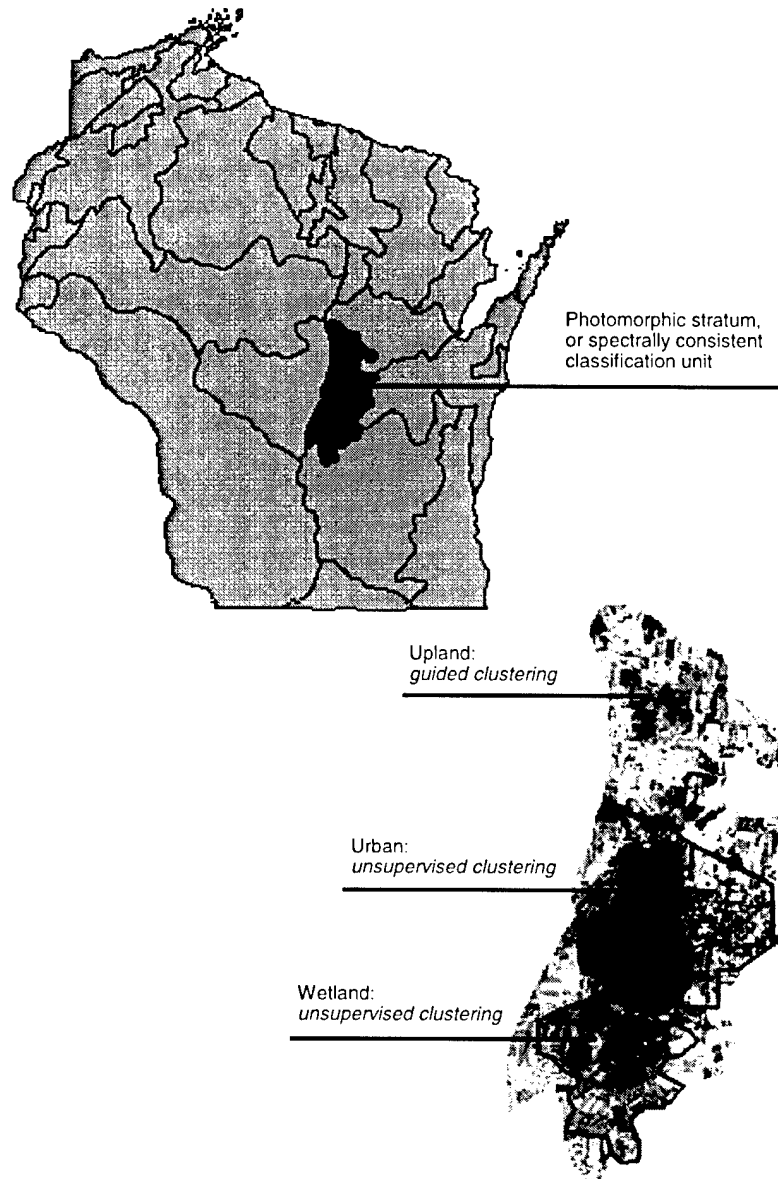 Photomorphic stratum,
or spectrally consistent
classification unit
Upland:
guided clustering
Urban:
unsupervised clustering
Wetland:
unsupervised clustering